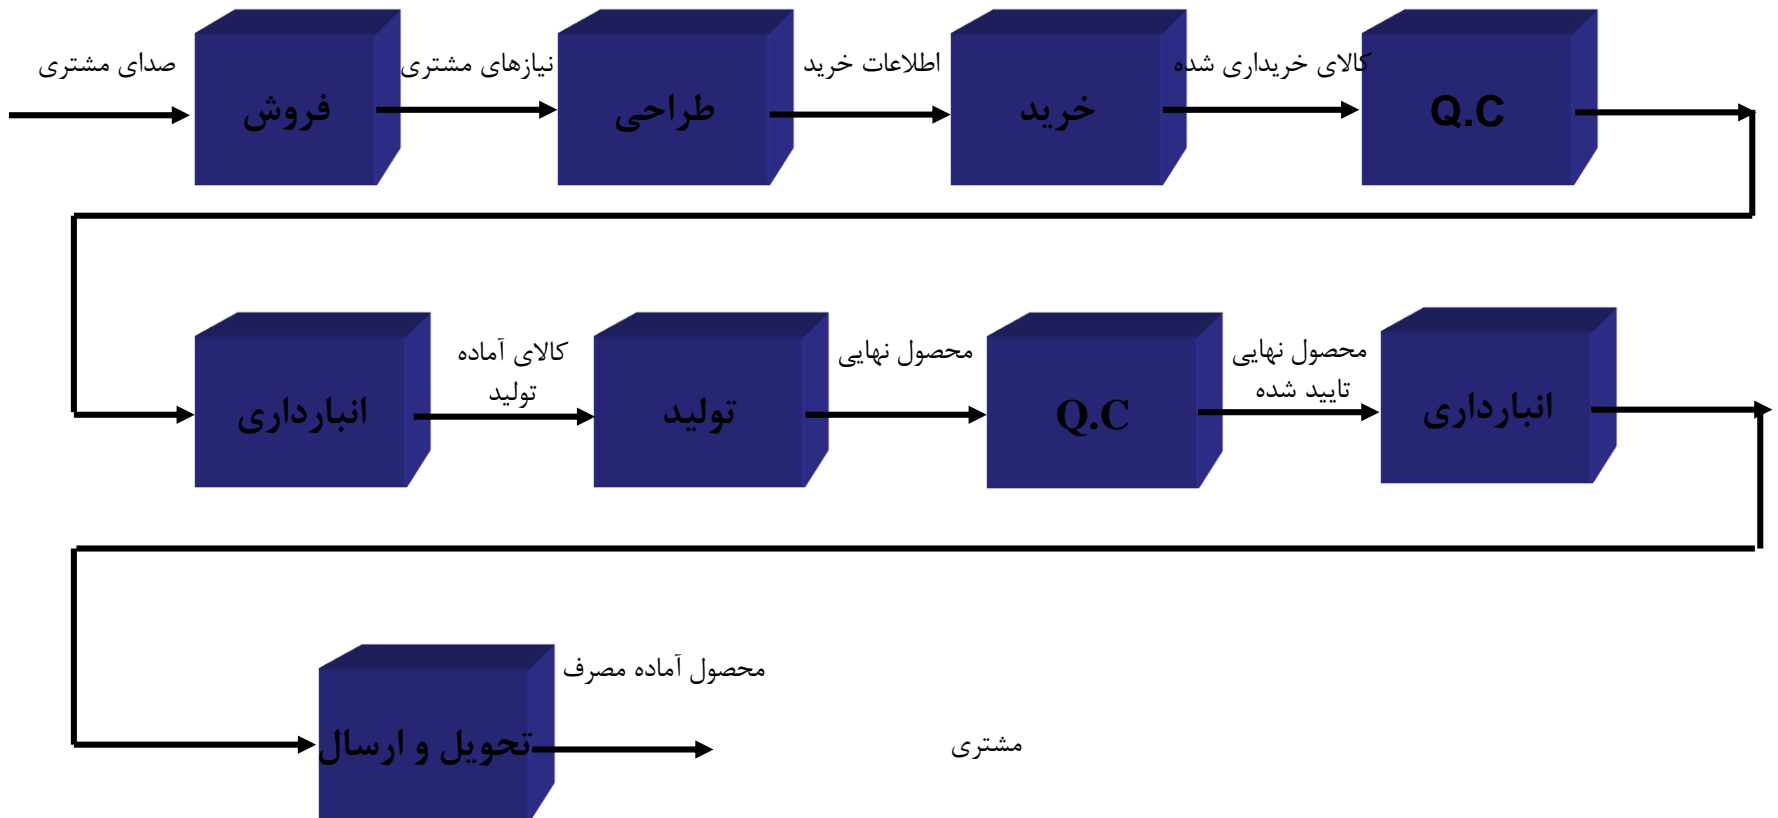 صدای مشتری
فروش
نیازهای مشتری
طراحی
اطلاعات خرید
خرید
کالای خریداری شده
Q.C
انبارداری
کالای آماده
تولید
تولید
محصول نهایی
Q.C
محصول نهایی
تایید شده
انبارداری
تحویل و ارسال
محصول آماده مصرف
مشتری